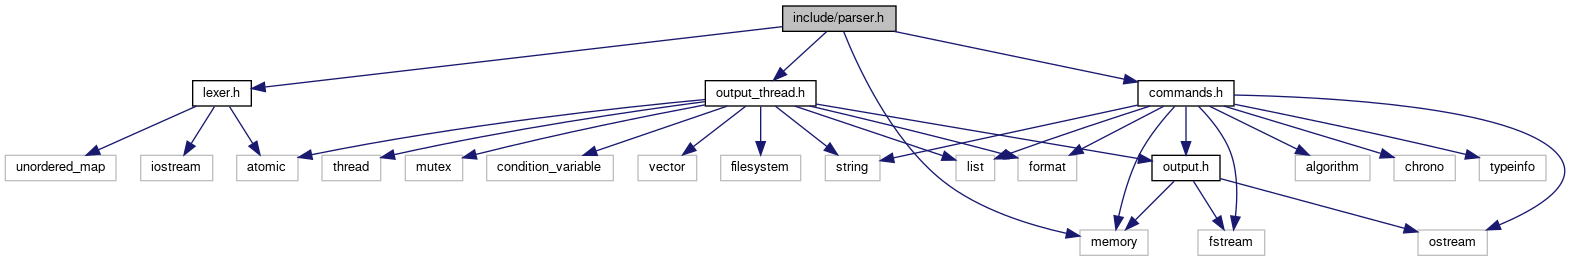 include/parser.h
lexer.h
output_thread.h
commands.h
unordered_map
iostream
atomic
thread
mutex
condition_variable
vector
filesystem
string
list
format
output.h
algorithm
chrono
typeinfo
memory
fstream
ostream